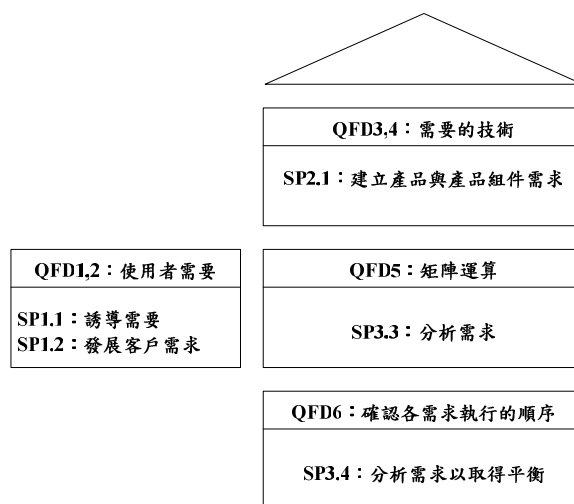 QFD3,4：需要的技術
SP2.1：建立產品與產品組件需求
QFD1,2：使用者需要
SP1.1：誘導需要
SP1.2：發展客戶需求
QFD5：矩陣運算
SP3.3：分析需求
QFD6：確認各需求執行的順序
SP3.4：分析需求以取得平衡